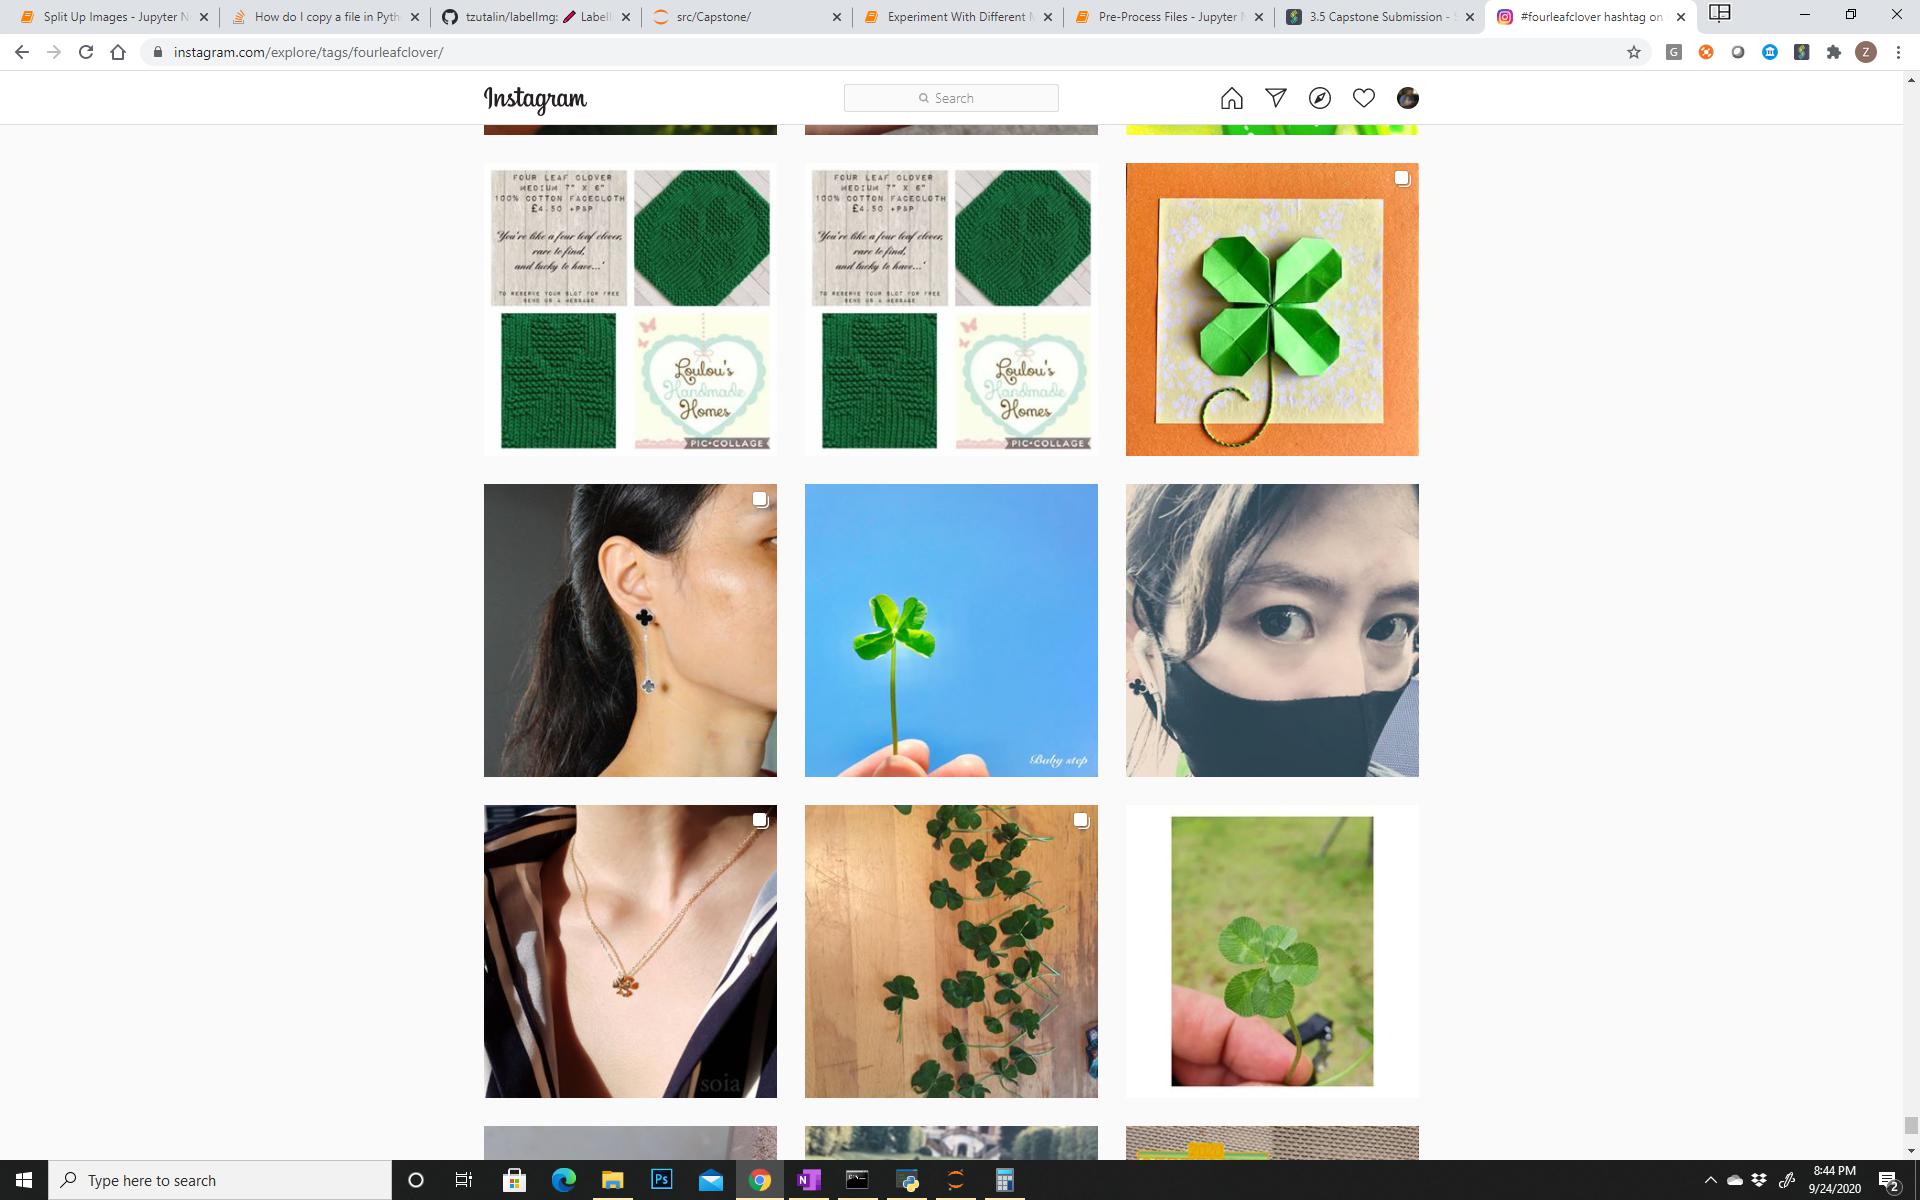 Split Up Images - Jupyter N
How do I copy a file in Pyth
tzutalin/labelImg: 🖍 Label
src/Capstone/
Experiment With Different M
Pre-Process Files - Jupyter N
3.5 Capstone Submission - S
#fourleafclover hashtag on
instagram.com/explore/tags/fourleafclover/
G
Z
Instagram
Search
FOUR LEAF CLOVER
MEDIUM 7" X 6"
100% COTTON FACECLOTH
£4.50 +P&P
'You're like a four leaf clover,
rare to find,
and lucky to have...'
TO RESERVE YOUR SLOT FOR FREE
SEND US A MESSAGE
Loulou's
Handmade
Homes
PIC•COLLAGE
FOUR LEAF CLOVER
MEDIUM 7" X 6"
100% COTTON FACECLOTH
£4.50 +P&P
'You're like a four leaf clover,
rare to find,
and lucky to have...'
TO RESERVE YOUR SLOT FOR FREE
SEND US A MESSAGE
Loulou's
Handmade
Homes
PIC•COLLAGE
Baby step
soia
Type here to search
Ps
N
8:44 PM
9/24/2020
2